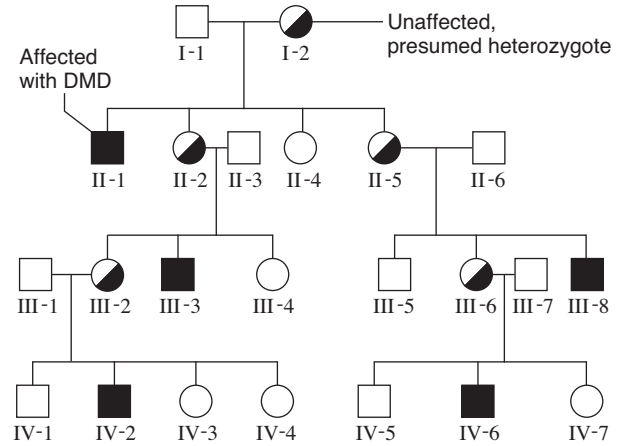 Unaffected,
presumed heterozygote
I-1 I-2
Affected
with DMD
II-1 II-2 II-3 II-4 II-5 II-6
III-1 III-2 III-3 III-4 III-5 III-6 III-7 III-8
IV-1 IV-2 IV-3 IV-4 IV-5 IV-6 IV-7